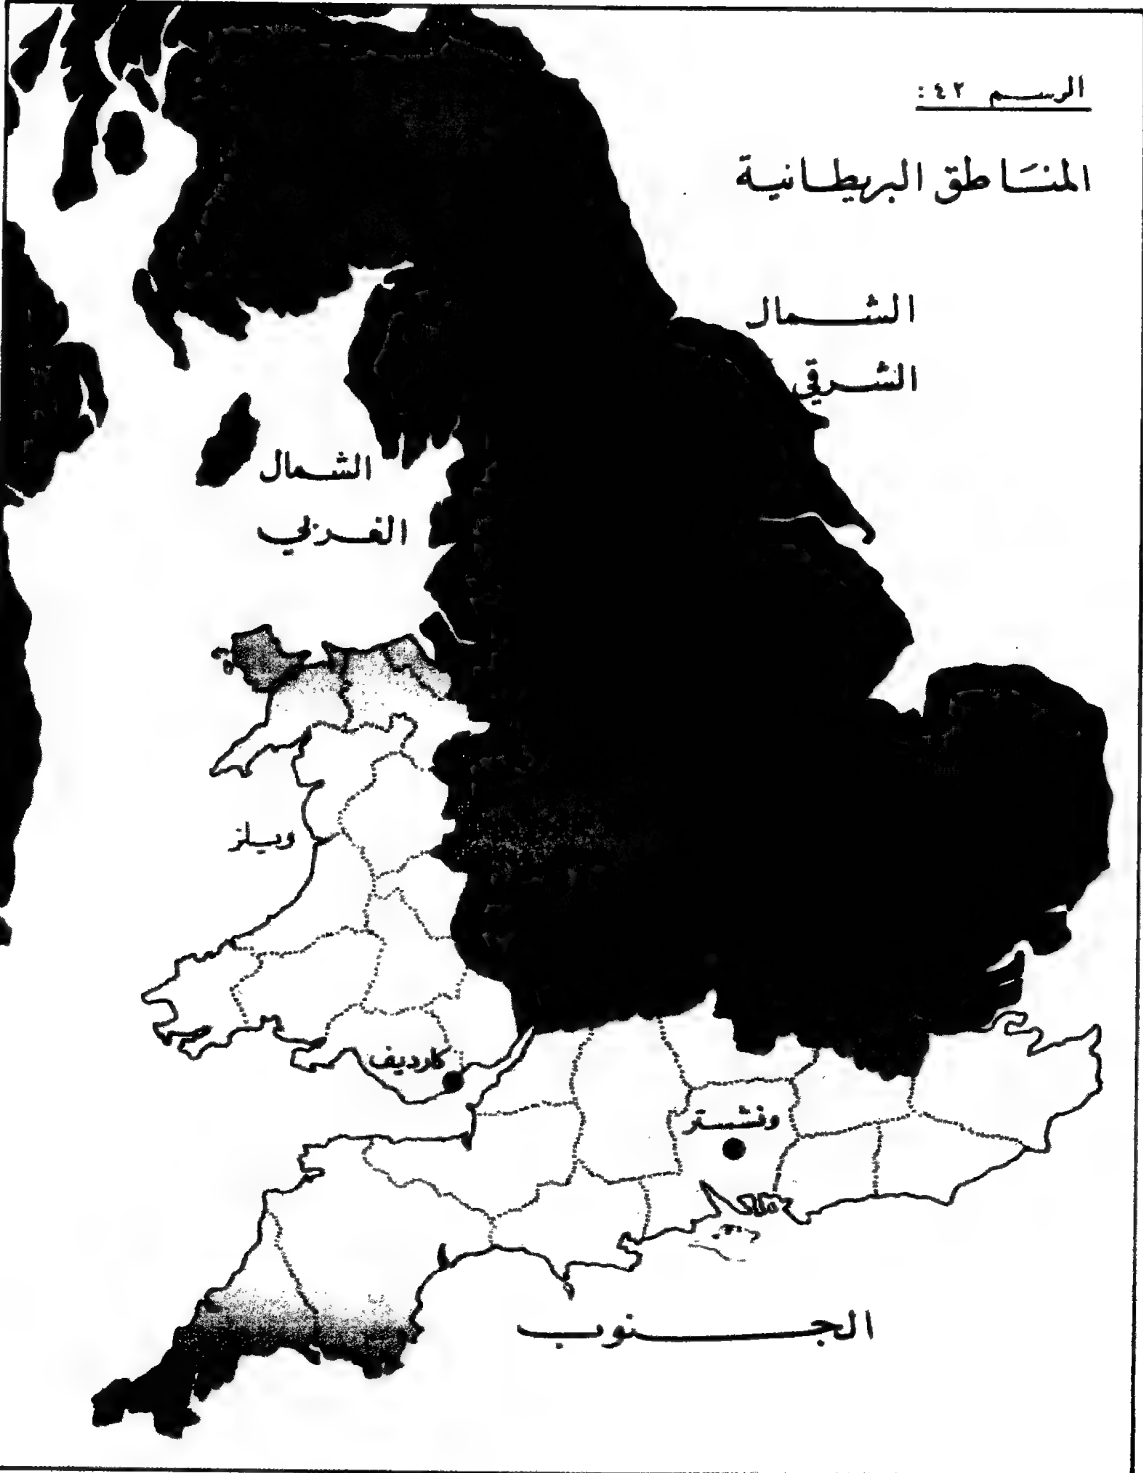 الرسم ٤٢ :
المناطق البريطانية
الشمال
الشرقي
الشمال
الغربي
ويلز
كارديف
ونشستر
الجنوب